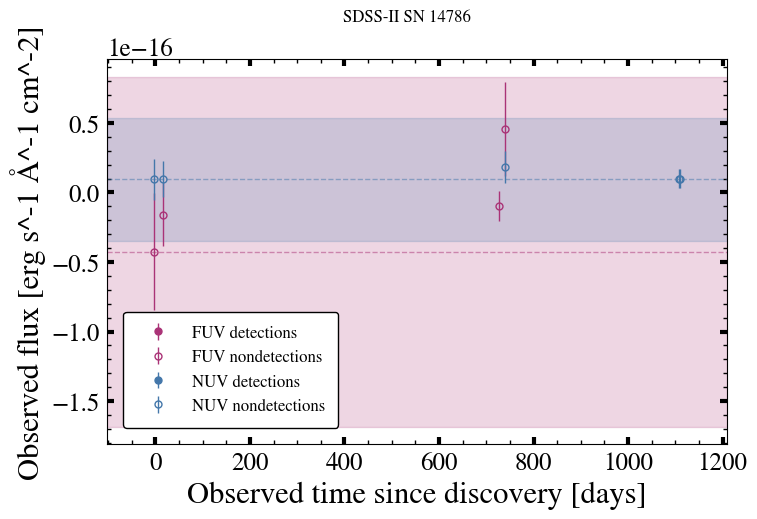 SDSS-II SN 14786
1e−16
Observed flux [erg s^-1 Å^-1 cm^-2]
0.5
0.0
−0.5
−1.0
−1.5
FUV detections
FUV nondetections
NUV detections
NUV nondetections
0 200 400 600 800 1000 1200
Observed time since discovery [days]